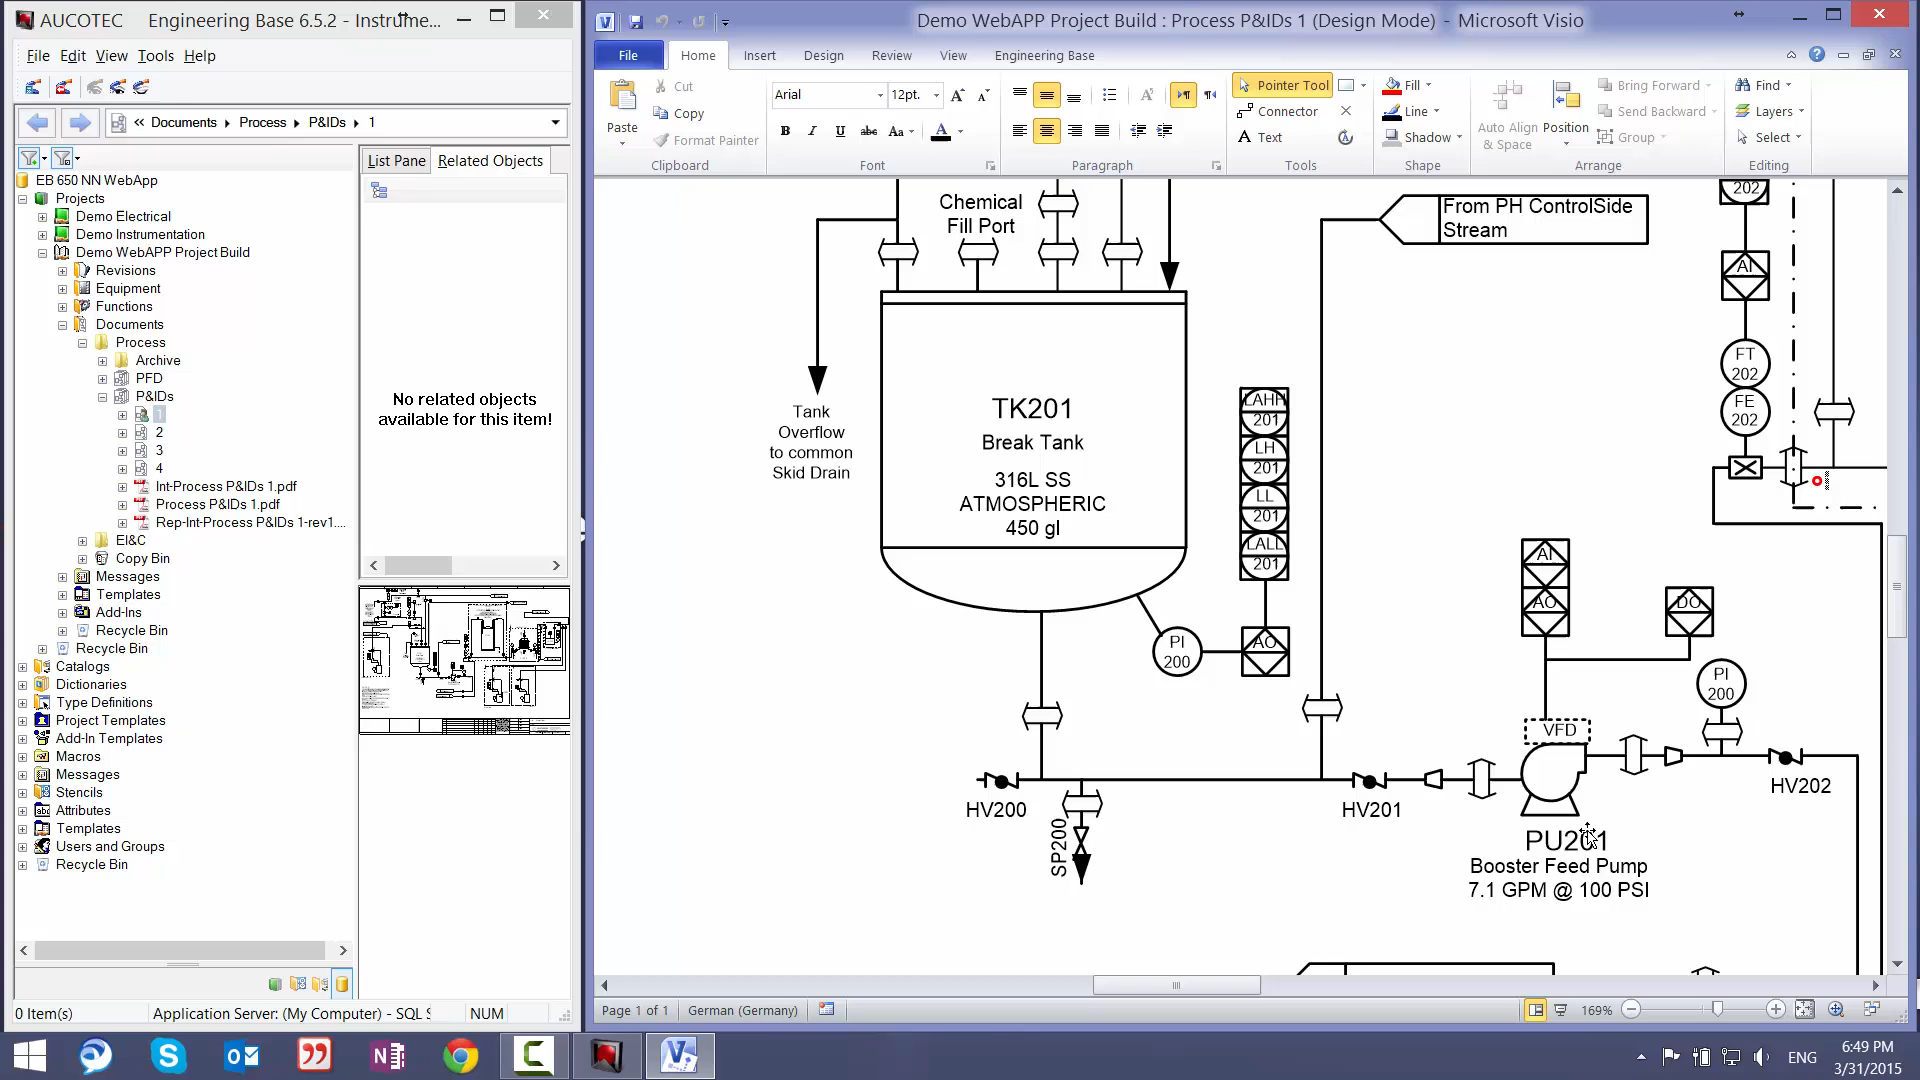 AUCOTEC Engineering Base 6.5.2 - Instrume...
File Edit View Tools Help
« Documents Process P&IDs 1
EB 650 NN WebApp
Projects
Demo Electrical
Demo Instrumentation
Demo WebAPP Project Build
Revisions
Equipment
Functions
Documents
Process
Archive
PFD
P&IDs
1
2
3
4
Int-Process P&IDs 1.pdf
Process P&IDs 1.pdf
Rep-Int-Process P&IDs 1-rev1....
EI&C
Copy Bin
Messages
Templates
Add-Ins
Recycle Bin
Recycle Bin
Catalogs
Dictionaries
Type Definitions
Project Templates
Add-In Templates
Macros
Messages
Stencils
Attributes
Templates
Users and Groups
Recycle Bin
List Pane Related Objects
No related objects
available for this item!
0 Item(s) Application Server: (My Computer) - SQL S NUM
Demo WebAPP Project Build : Process P&IDs 1 (Design Mode) - Microsoft Visio
File Home Insert Design Review View Engineering Base
Paste
Cut
Copy
Format Painter
Clipboard
Arial 12pt.
Font
Paragraph
Pointer Tool
Connector
Text
Tools
Fill
Line
Shadow
Shape
Auto Align
& Space
Position
Bring Forward
Send Backward
Group
Arrange
Find
Layers
Select
Editing
Chemical
Fill Port
From PH ControlSide
Stream
202
AI
FT
202
FE
202
Tank
Overflow
to common
Skid Drain
TK201
Break Tank
316L SS
ATMOSPHERIC
450 gl
LAHH
201
LH
201
LL
201
LALL
201
AO
PI
200
AI
AO
DO
PI
200
VFD
HV200
SP200
HV201
HV202
PU201
Booster Feed Pump
7.1 GPM @ 100 PSI
Page 1 of 1 German (Germany) 169%
ENG
6:49 PM
3/31/2015